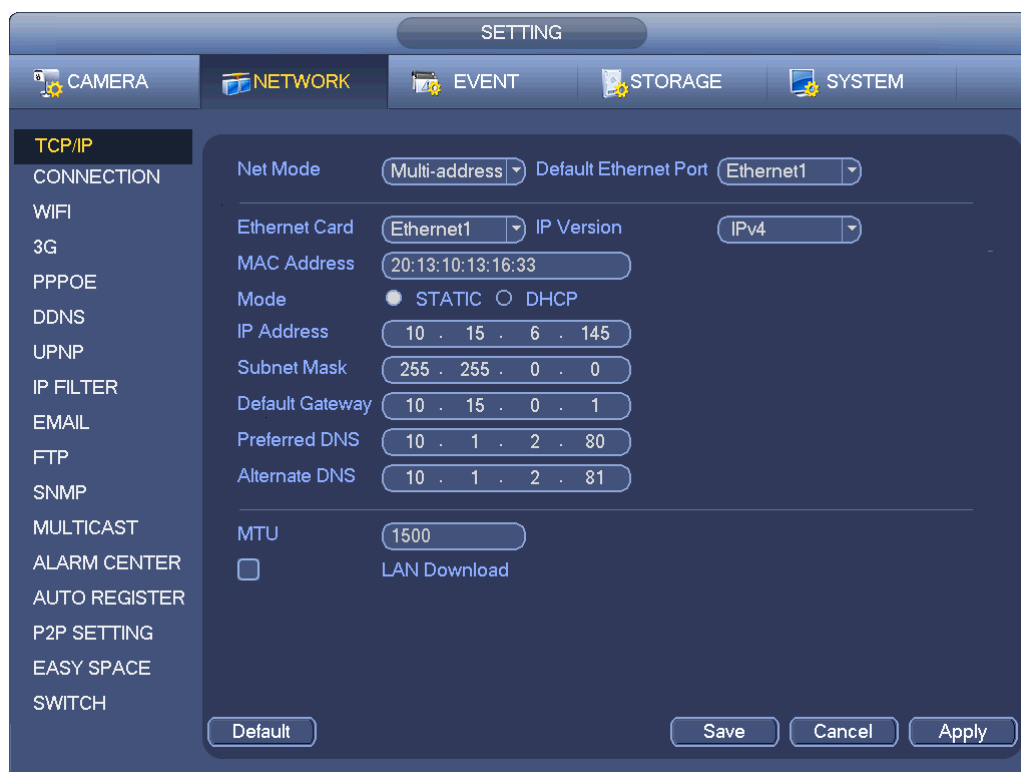 SETTING
CAMERA NETWORK EVENT STORAGE SYSTEM
TCP/IP
CONNECTION
WIFI
3G
PPPOE
DDNS
UPNP
IP FILTER
EMAIL
FTP
SNMP
MULTICAST
ALARM CENTER
AUTO REGISTER
P2P SETTING
EASY SPACE
SWITCH
Net Mode Multi-address Default Ethernet Port Ethernet1
Ethernet Card Ethernet1 IP Version IPv4
MAC Address 20:13:10:13:16:33
Mode STATIC DHCP
IP Address 10 . 15 . 6 . 145
Subnet Mask 255 . 255 . 0 . 0
Default Gateway 10 . 15 . 0 . 1
Preferred DNS 10 . 1 . 2 . 80
Alternate DNS 10 . 1 . 2 . 81
MTU 1500
LAN Download
Default Save Cancel Apply